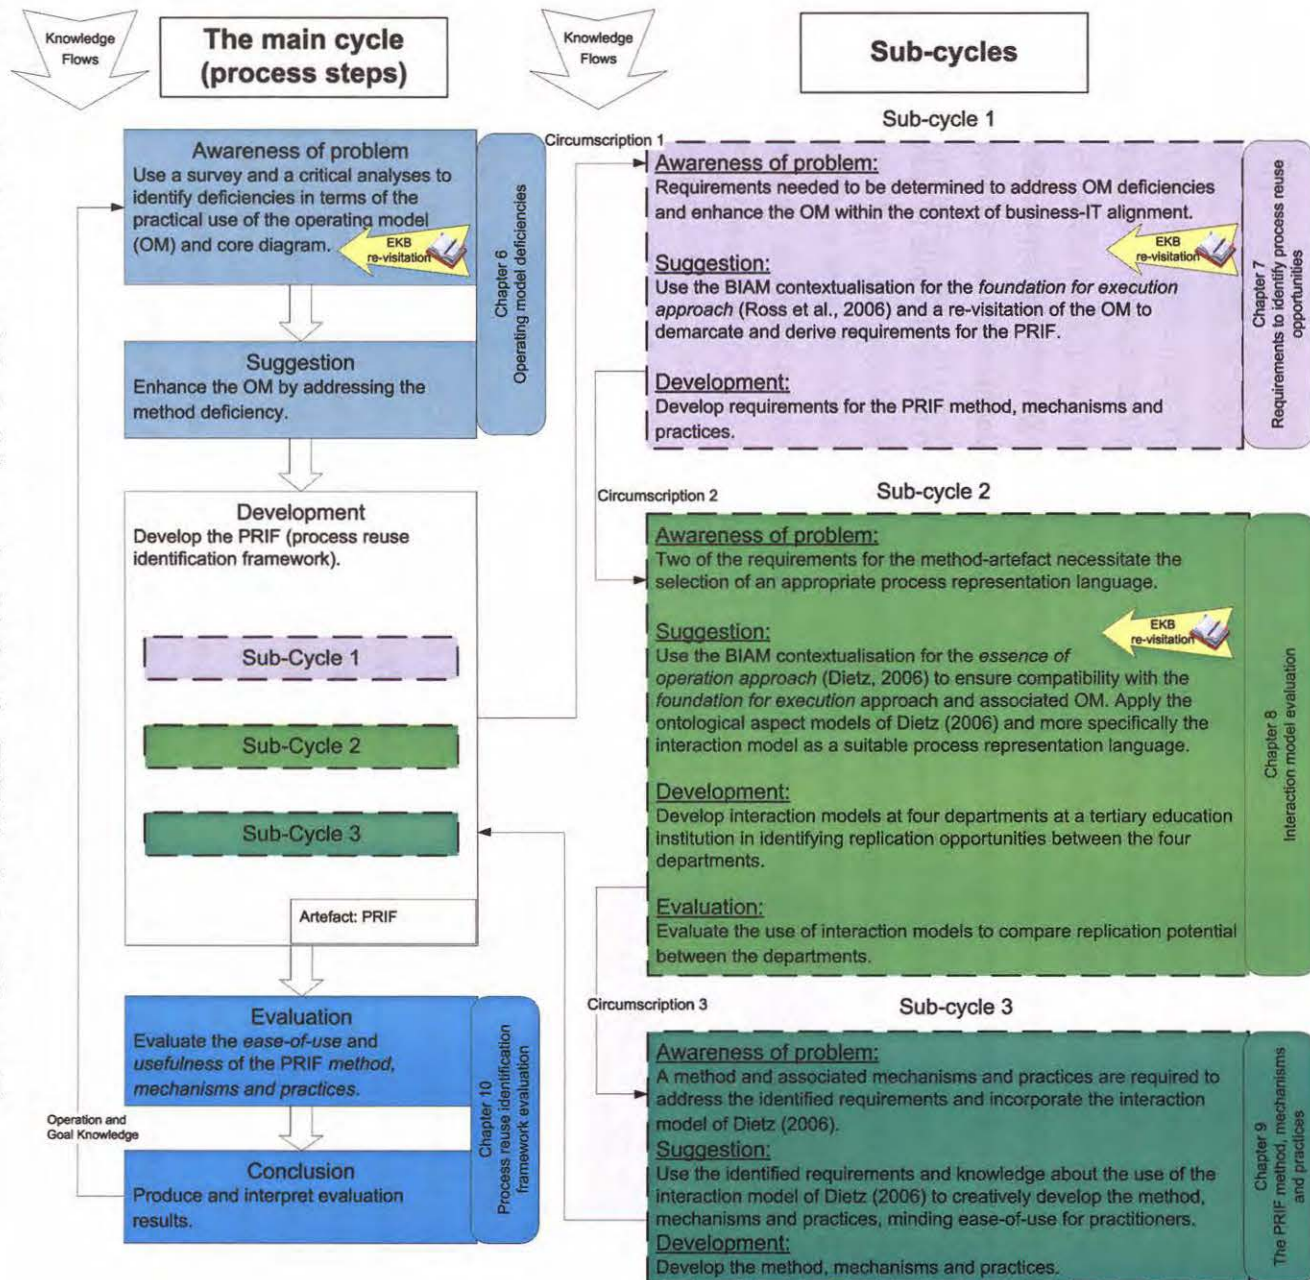 Knowledge
Flows
The main cycle
(process steps)
Awareness of problem
Use a survey and a critical analyses to
identify deficiencies in terms of the
practical use of the operating model
(OM) and core diagram.
EKB
re-visitation
Chapter 6
Operating model deficiencies
Suggestion
Enhance the OM by addressing the
method deficiency.
Development
Develop the PRIF (process reuse
identification framework).
Sub-Cycle 1
Sub-Cycle 2
Sub-Cycle 3
Artefact: PRIF
Evaluation
Evaluate the ease-of-use and
usefulness of the PRIF method,
mechanisms and practices.
Chapter 10
Process reuse identification
framework evaluation
Operation and
Goal Knowledge
Conclusion
Produce and interpret evaluation
results.
Knowledge
Flows
Sub-cycles
Sub-cycle 1
Circumscription 1
Awareness of problem:
Requirements needed to be determined to address OM deficiencies
and enhance the OM within the context of business-IT alignment.
EKB
re-visitation
Suggestion:
Use the BIAM contextualisation for the foundation for execution
approach (Ross et al., 2006) and a re-visitation of the OM to
demarcate and derive requirements for the PRIF.
Development:
Develop requirements for the PRIF method, mechanisms and
practices.
Chapter 7
Requirements to identify process reuse
opportunities
Sub-cycle 2
Circumscription 2
Awareness of problem:
Two of the requirements for the method-artefact necessitate the
selection of an appropriate process representation language.
EKB
re-visitation
Suggestion:
Use the BIAM contextualisation for the essence of
operation approach (Dietz, 2006) to ensure compatibility with the
foundation for execution approach and associated OM. Apply the
ontological aspect models of Dietz (2006) and more specifically the
interaction model as a suitable process representation language.
Development:
Develop interaction models at four departments at a tertiary education
institution in identifying replication opportunities between the four
departments.
Evaluation:
Evaluate the use of interaction models to compare replication potential
between the departments.
Chapter 8
Interaction model evaluation
Sub-cycle 3
Circumscription 3
Awareness of problem:
A method and associated mechanisms and practices are required to
address the identified requirements and incorporate the interaction
model of Dietz (2006).
Suggestion:
Use the identified requirements and knowledge about the use of the
interaction model of Dietz (2006) to creatively develop the method,
mechanisms and practices, minding ease-of-use for practitioners.
Development:
Develop the method, mechanisms and practices.
Chapter 9
The PRIF method, mechanisms
and practices